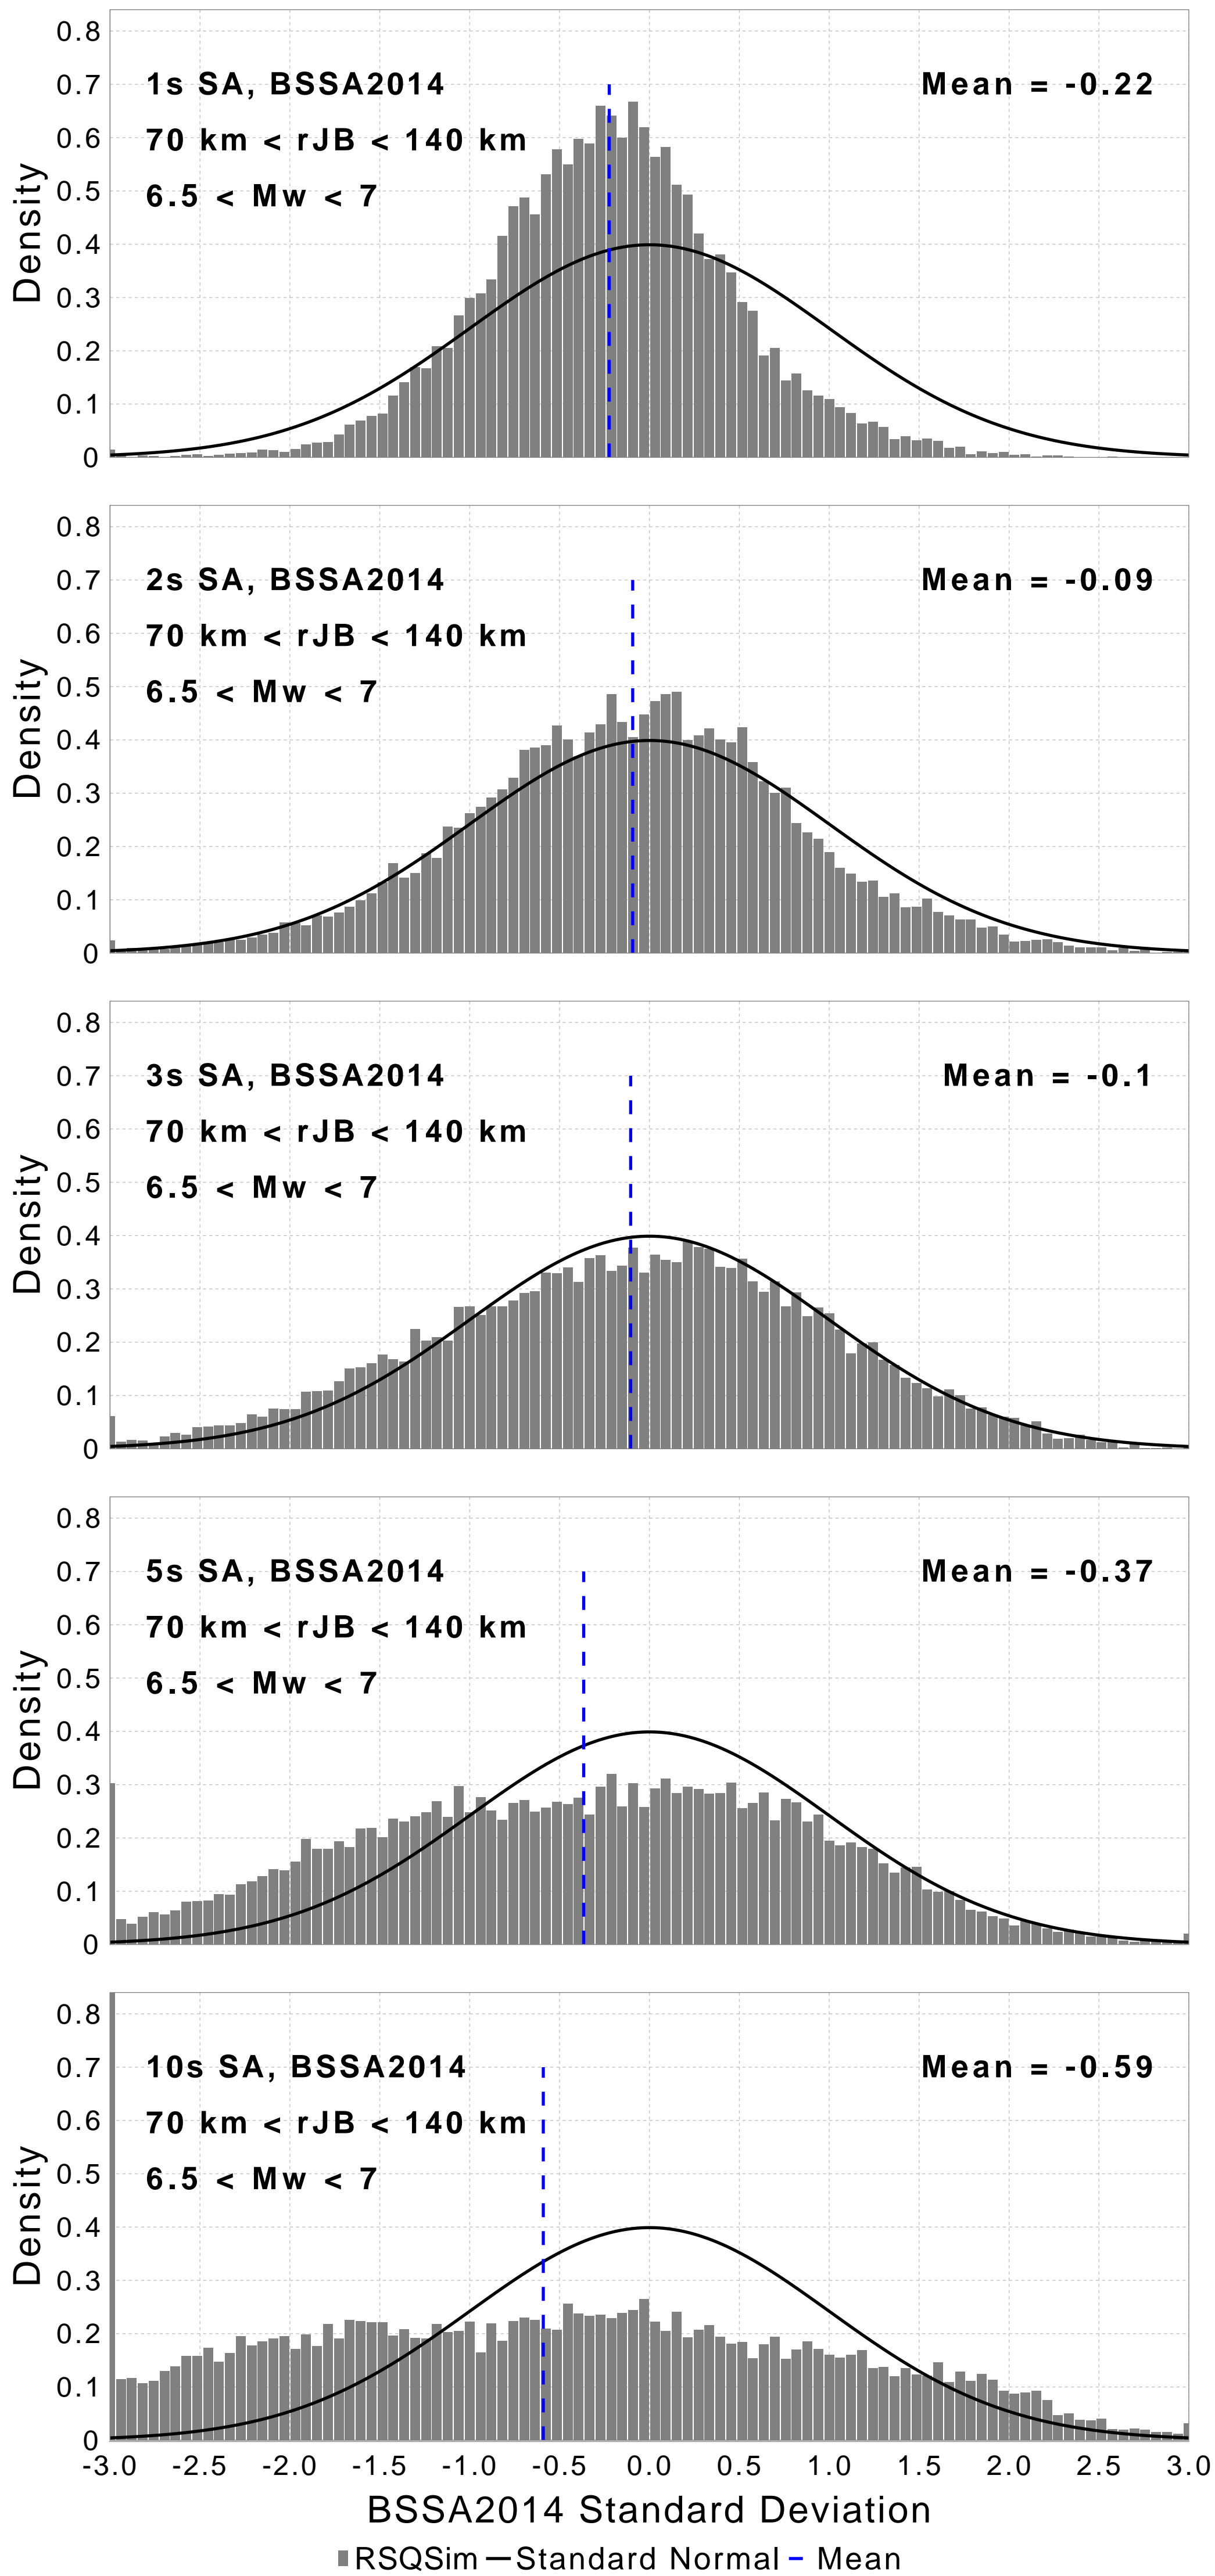 0.8
1s SA, BSSA2014 Mean = -0.22
0.7
70 km < rJB < 140 km
0.6
6.5 < Mw < 7
0.5
0.4
0.3
0.2
0.1
0
Density
0.8
2s SA, BSSA2014 Mean = -0.09
0.7
70 km < rJB < 140 km
0.6
6.5 < Mw < 7
0.5
0.4
0.3
0.2
0.1
0
Density
0.8
3s SA, BSSA2014 Mean = -0.1
0.7
70 km < rJB < 140 km
0.6
6.5 < Mw < 7
0.5
0.4
0.3
0.2
0.1
0
Density
0.8
5s SA, BSSA2014 Mean = -0.37
0.7
70 km < rJB < 140 km
0.6
6.5 < Mw < 7
0.5
0.4
0.3
0.2
0.1
0
Density
0.8
10s SA, BSSA2014 Mean = -0.59
0.7
70 km < rJB < 140 km
0.6
6.5 < Mw < 7
0.5
0.4
0.3
0.2
0.1
0
Density
-3.0 -2.5 -2.0 -1.5 -1.0 -0.5 0.0 0.5 1.0 1.5 2.0 2.5 3.0
BSSA2014 Standard Deviation
RSQSim Standard Normal Mean